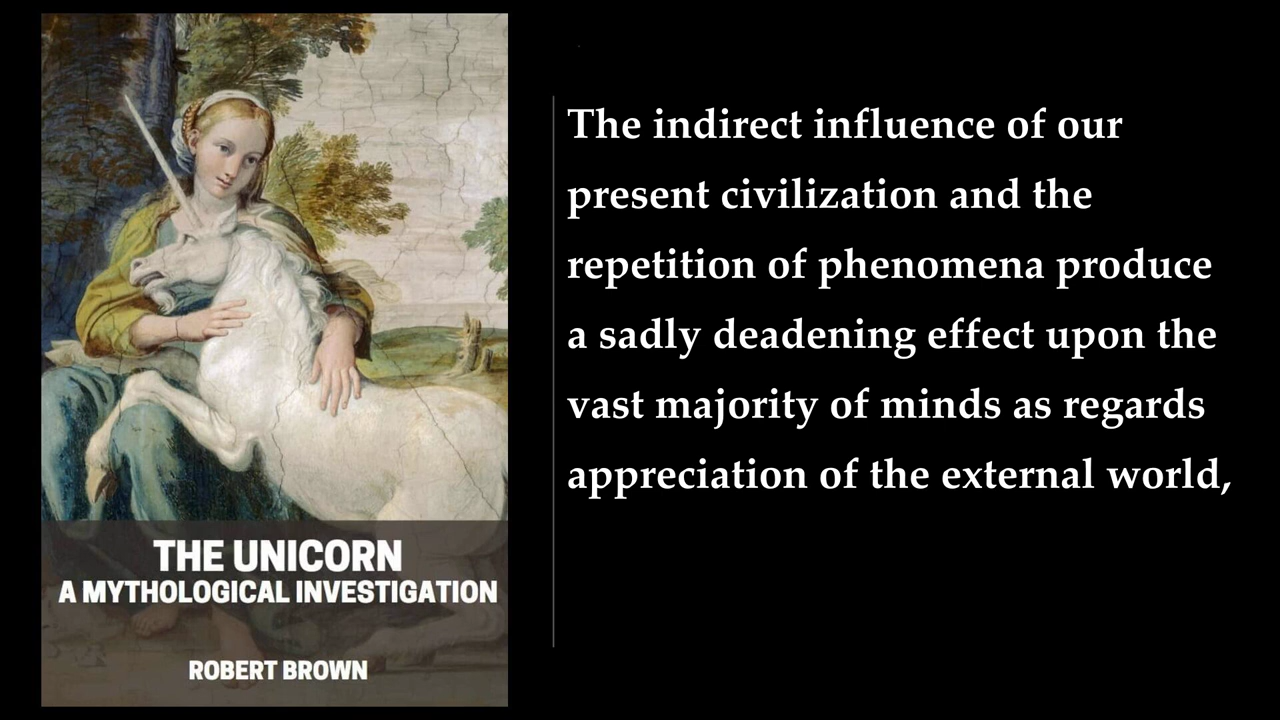 THE UNICORN
A MYTHOLOGICAL INVESTIGATION
ROBERT BROWN
The indirect influence of our
present civilization and the
repetition of phenomena produce
a sadly deadening effect upon the
vast majority of minds as regards
appreciation of the external world,